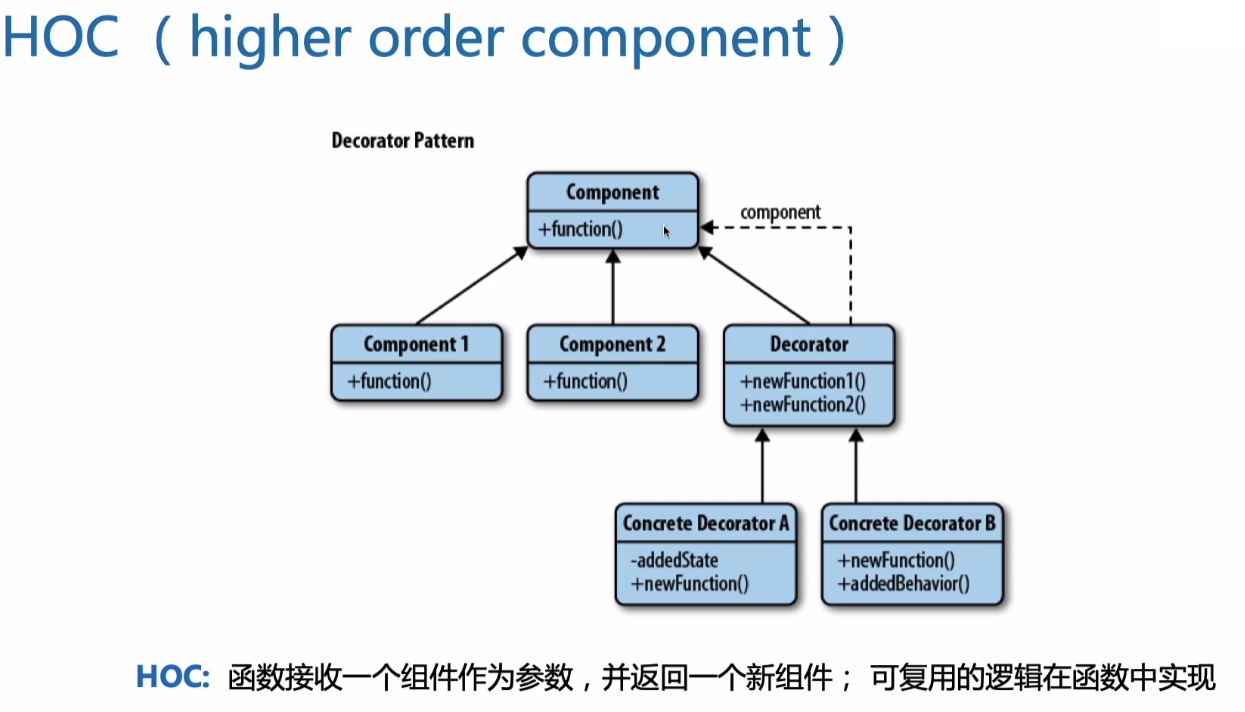 HOC （higher order component）
Decorator Pattern
Component
+function()
component
Component 1
+function()
Component 2
+function()
Decorator
+newFunction1()
+newFunction2()
Concrete Decorator A
-addedState
+newFunction()
Concrete Decorator B
+newFunction()
+addedBehavior()
HOC: 函数接收一个组件作为参数，并返回一个新组件； 可复用的逻辑在函数中实现